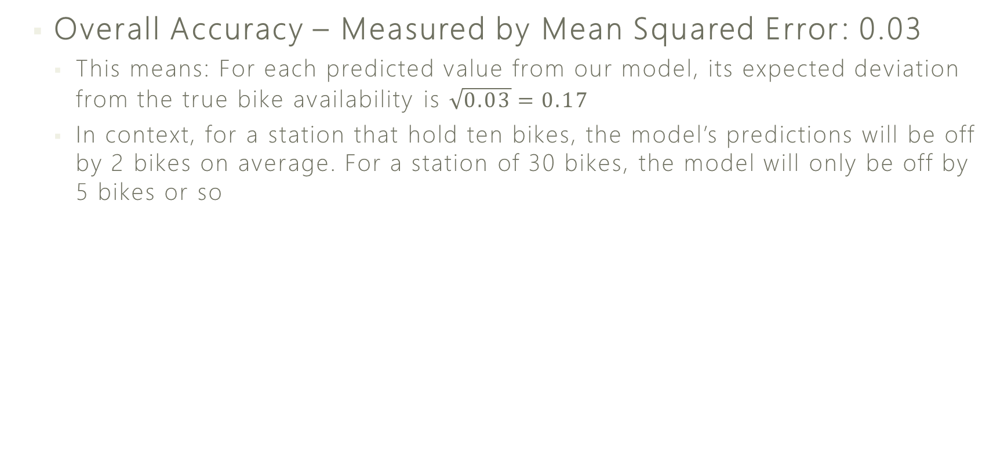 Overall Accuracy – Measured by Mean Squared Error: 0.03
This means: For each predicted value from our model, its expected deviation
from the true bike availability is √0.03 = 0.17
In context, for a station that hold ten bikes, the model’s predictions will be off
by 2 bikes on average. For a station of 30 bikes, the model will only be off by
5 bikes or so